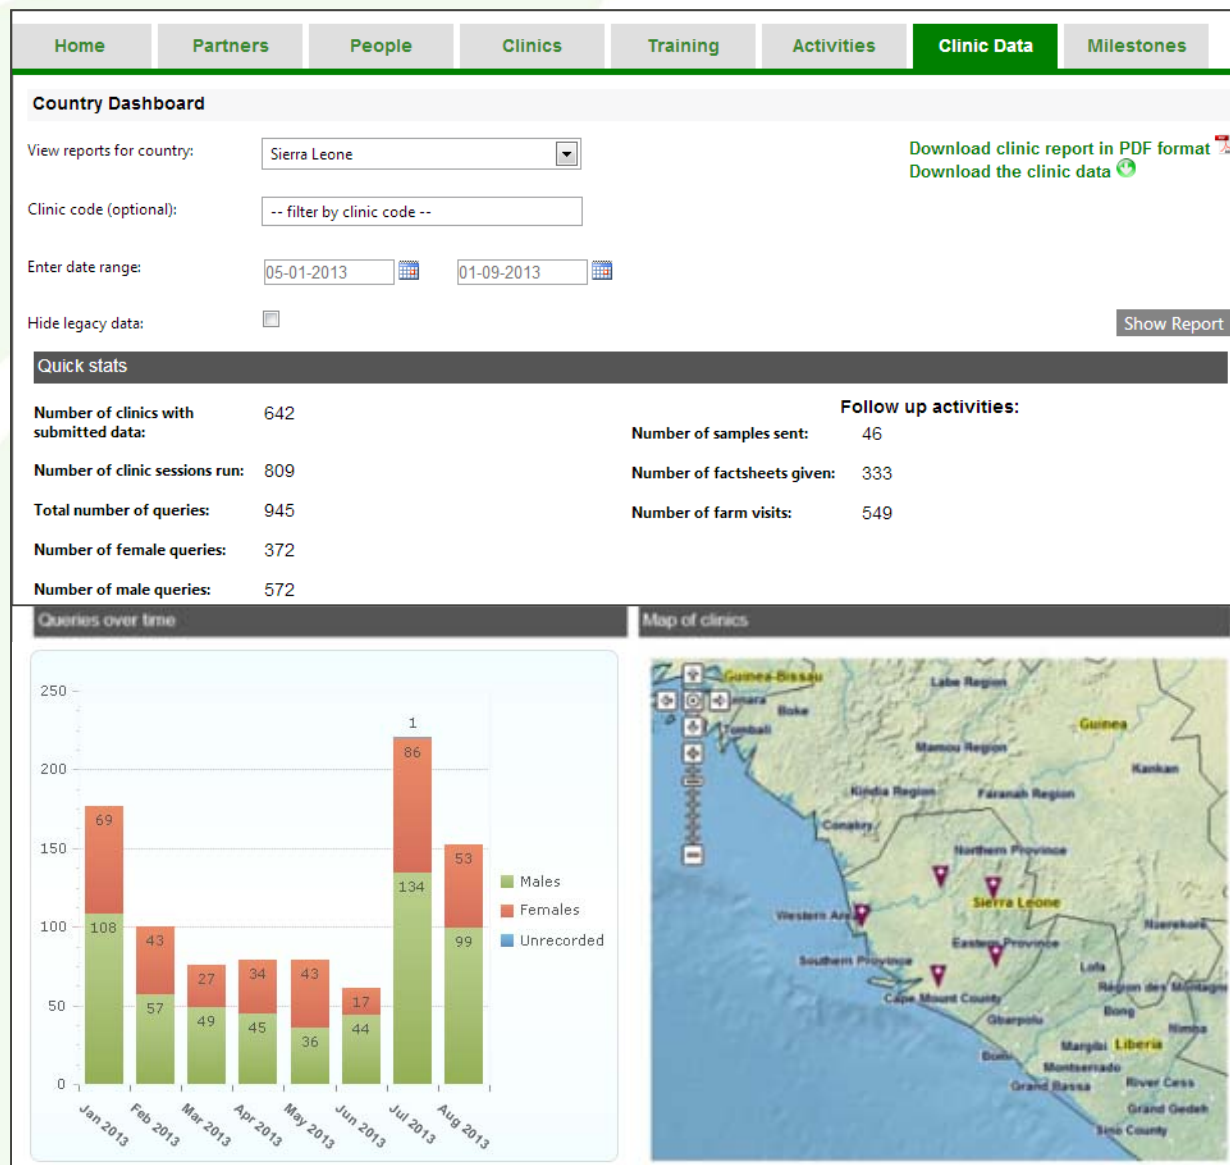 Home Partners People Clinics Training Activities Clinic Data Milestones
Country Dashboard
View reports for country: Sierra Leone
Download clinic report in PDF format
Download the clinic data
Clinic code (optional): -- filter by clinic code --
Enter date range: 05-01-2013 01-09-2013
Hide legacy data:
Show Report
Quick stats
Number of clinics with submitted data: 642
Number of clinic sessions run: 809
Total number of queries: 945
Number of female queries: 372
Number of male queries: 572
Follow up activities:
Number of samples sent: 46
Number of factsheets given: 333
Number of farm visits: 549
Queries over time
250
200
150
100
50
0
69
108
43
57
27
49
34
45
43
36
17
44
1
86
134
53
99
Jan 2013
Feb 2013
Mar 2013
Apr 2013
May 2013
Jun 2013
Jul 2013
Aug 2013
Males
Females
Unrecorded
Map of clinics
Guinea-Bissau
Labe Region
Boke
Tombali
Guinea
Mamou Region
Kankan
Kindia Region
Faranah Region
Conakry
Northern Province
Sierra Leone
Western
Nzerekore
Eastern Province
Southern Province
Lofa
Cape Mount County
Gbarpolu
Bong
Nimba
Bomi
Margibi
Liberia
Montserrado
Grand Bassa
River Cess
Grand Gedeh
Sino County